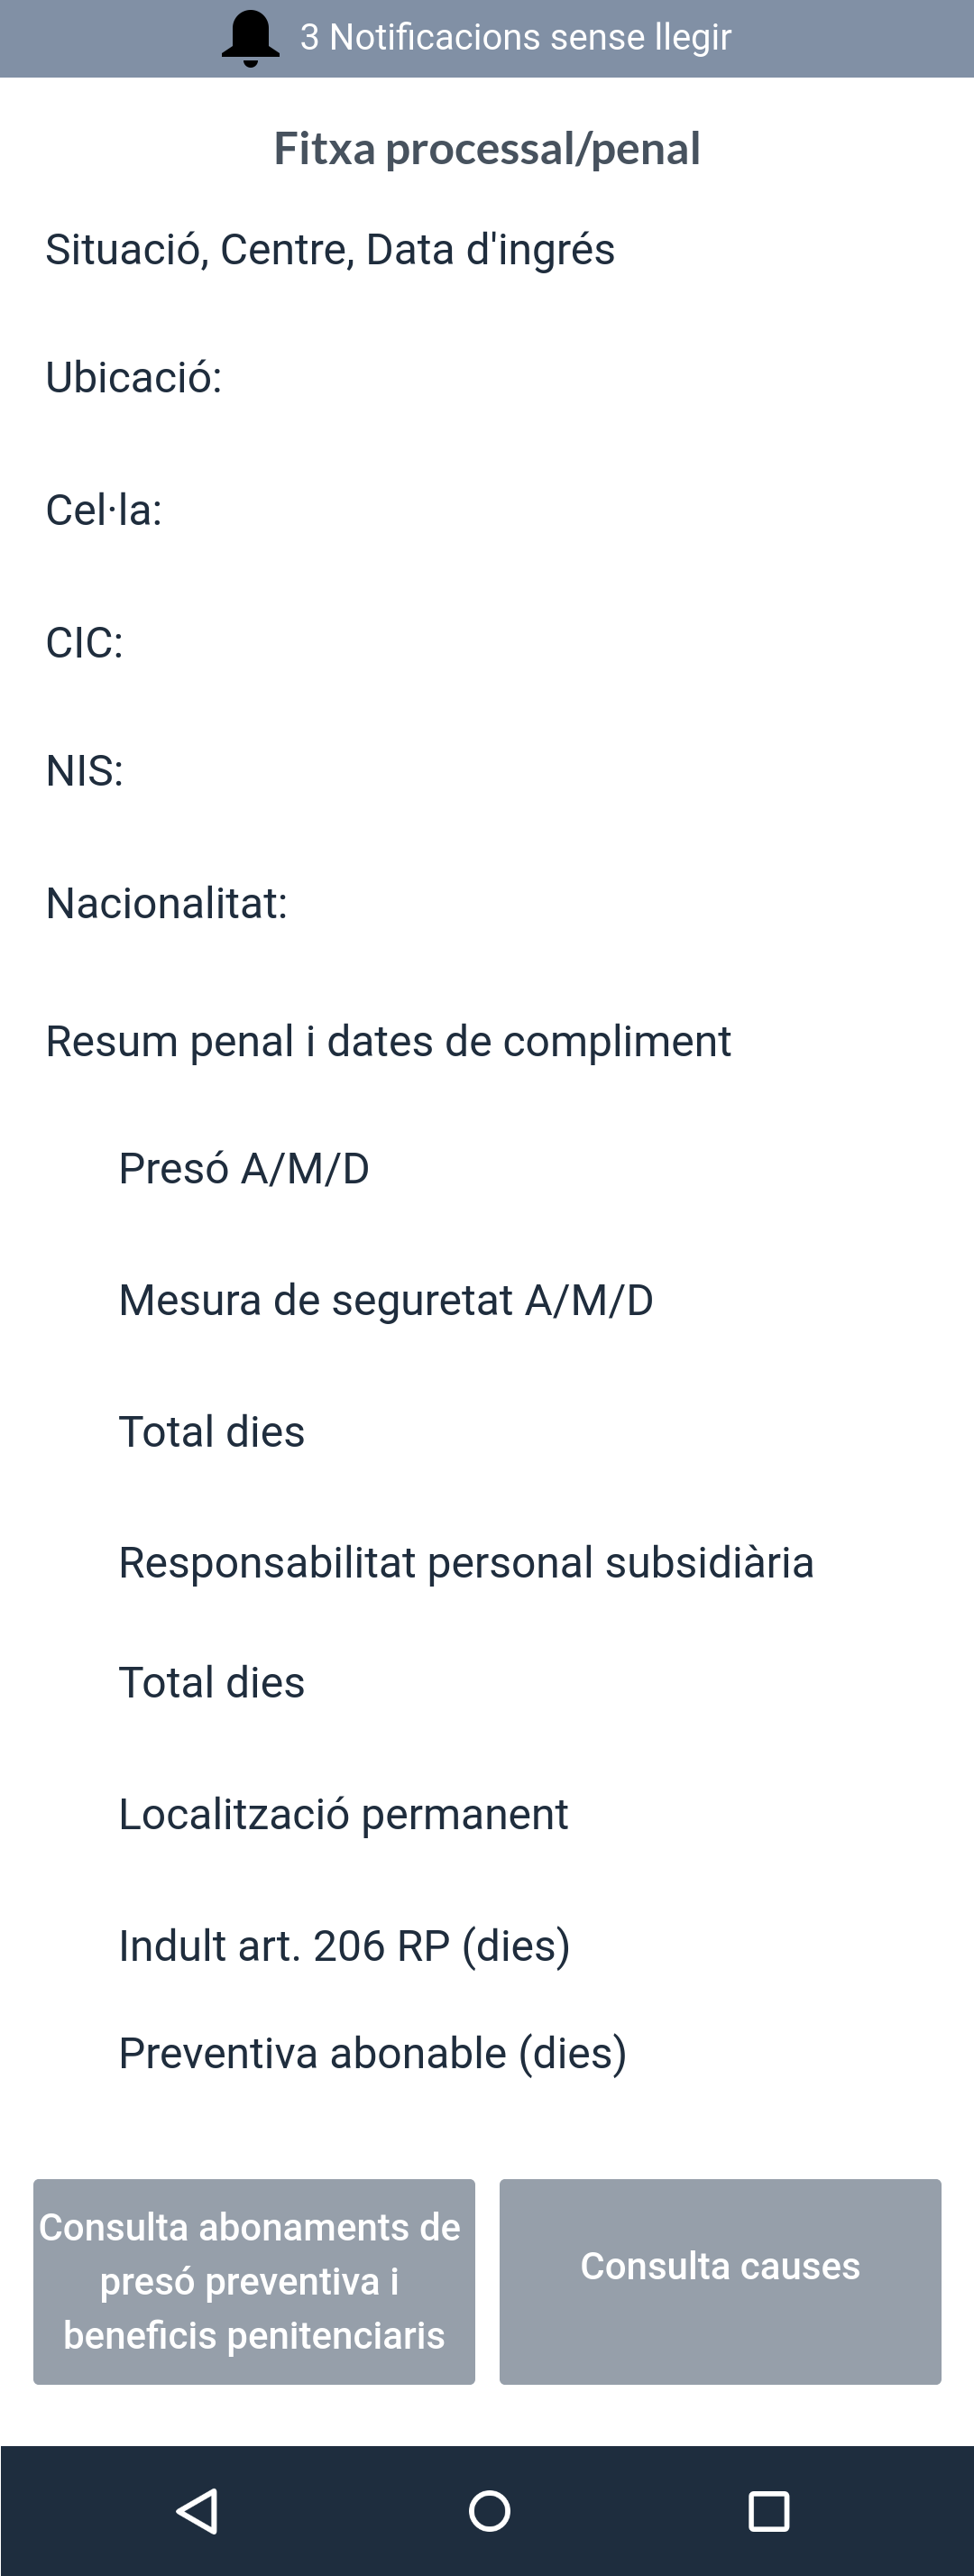 3 Notificacions sense llegir
Fitxa processal/penal
Situació, Centre, Data d'ingrés
Ubicació:
Cel·la:
CIC:
NIS:
Nacionalitat:
Resum penal i dates de compliment
Presó A/M/D
Mesura de seguretat A/M/D
Total dies
Responsabilitat personal subsidiària
Total dies
Localització permanent
Indult art. 206 RP (dies)
Preventiva abonable (dies)
Consulta abonaments de
presó preventiva i
beneficis penitenciaris
Consulta causes